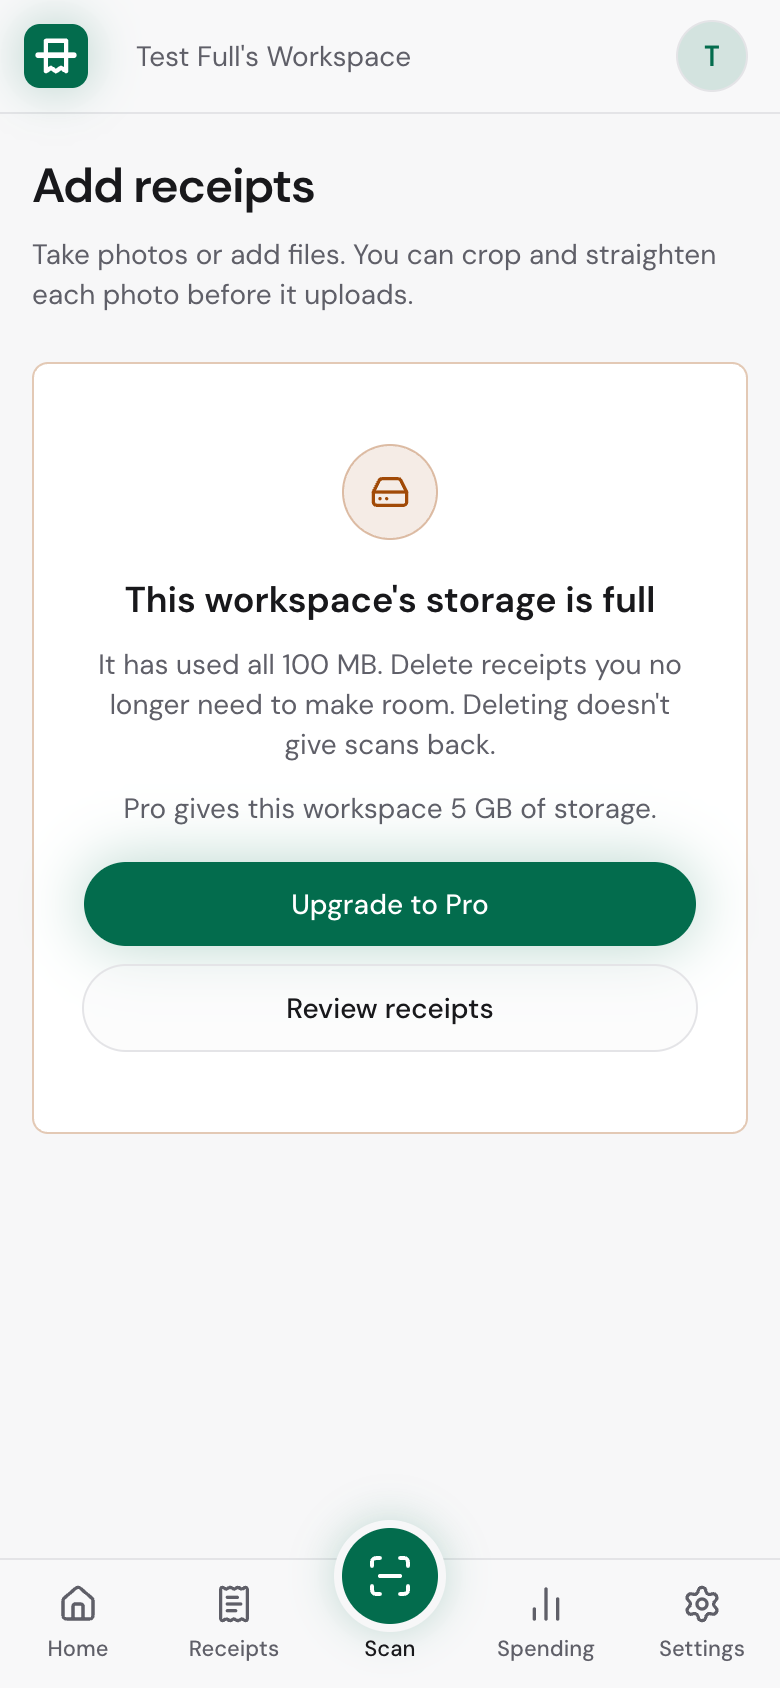 Test Full's Workspace
T
Add receipts
Take photos or add files. You can crop and straighten
each photo before it uploads.
This workspace's storage is full
It has used all 100 MB. Delete receipts you no
longer need to make room. Deleting doesn't
give scans back.
Pro gives this workspace 5 GB of storage.
Upgrade to Pro
Review receipts
Home
Receipts
Scan
Spending
Settings